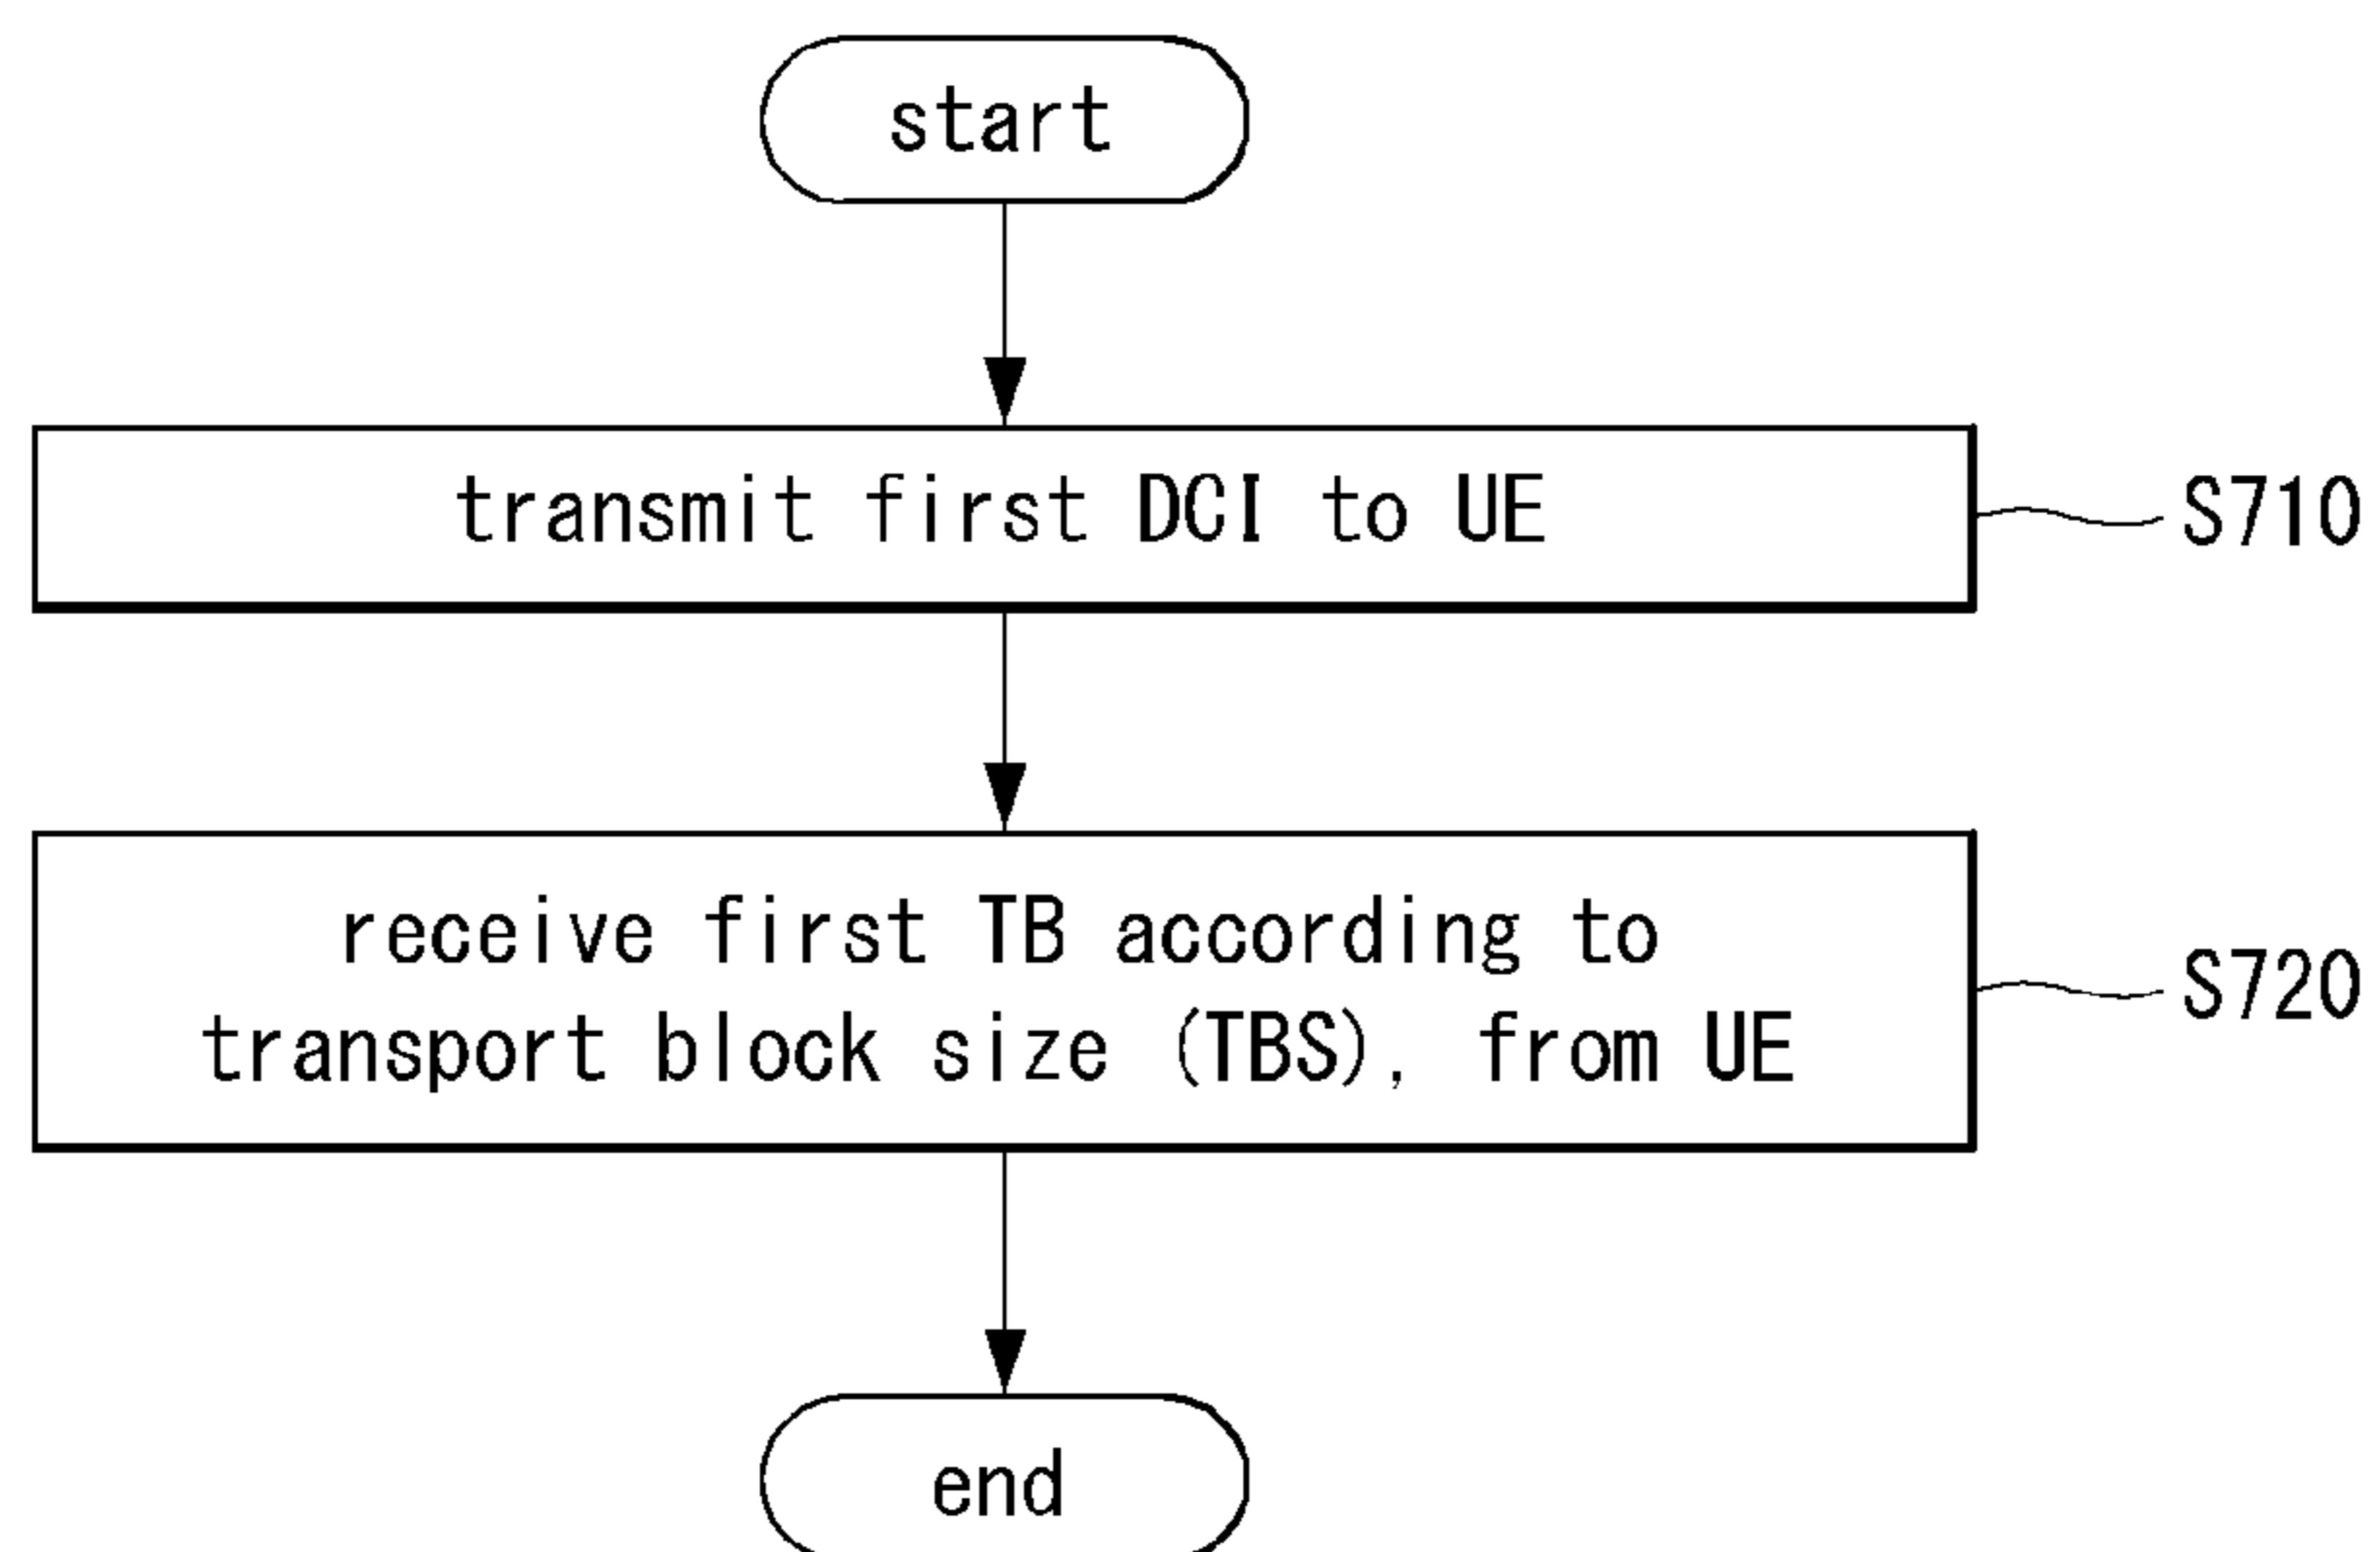 start
transmit first DCI to UE
S710
receive first TB according to
transport block size (TBS), from UE
S720
end